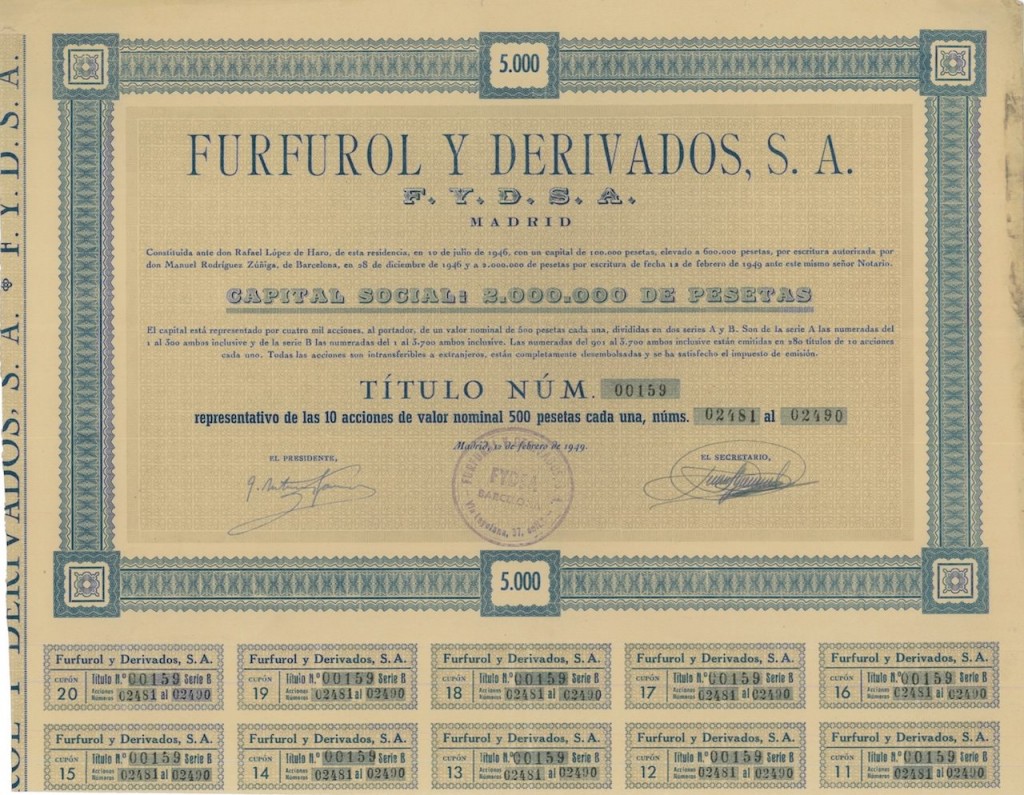 5.000
FURFUROL Y DERIVADOS, S. A.
F. Y. D. S. A.
MADRID
Constituída ante don Rafael López de Haro, de esta residencia, en 10 de julio de 1946, con un capital de 100.000 pesetas, elevado a 600.000 pesetas, por escritura autorizada por
don Manuel Rodríguez Zúñiga, de Barcelona, en 28 de diciembre de 1946 y a 2.000.000 de pesetas por escritura de fecha 12 de febrero de 1949 ante este mismo señor Notario.
CAPITAL SOCIAL: 2.000.000 DE PESETAS
El capital está representado por cuatro mil acciones, al portador, de un valor nominal de 500 pesetas cada una, divididas en dos series A y B. Son de la serie A las numeradas del
1 al 300 ambos inclusive y de la serie B las numeradas del 1 al 3.700 ambos inclusive. Las numeradas del 901 al 3.700 ambos inclusive están emitidas en 280 títulos de 10 acciones
cada uno. Todas las acciones son intransferibles a extranjeros, están completamente desembolsadas y se ha satisfecho el impuesto de emisión.
TÍTULO NÚM. 00159
representativo de las 10 acciones de valor nominal 500 pesetas cada una, núms. 02481 al 02490
Madrid, 12 de febrero de 1949.
EL PRESIDENTE,
EL SECRETARIO,
FYDSA
BARCELONA
Vía Layetana, 37,
5.000
F. Y. D. S. A.
DERIVADOS, S. A.
Furfurol y Derivados, S. A.
CUPÓN 20
Título N.º 00159 Serie B
Acciones Números 02481 al 02490
Furfurol y Derivados, S. A.
CUPÓN 19
Título N.º 00159 Serie B
Acciones Números 02481 al 02490
Furfurol y Derivados, S. A.
CUPÓN 18
Título N.º 00159 Serie B
Acciones Números 02481 al 02490
Furfurol y Derivados, S. A.
CUPÓN 17
Título N.º 00159 Serie B
Acciones Números 02481 al 02490
Furfurol y Derivados, S. A.
CUPÓN 16
Título N.º 00159 Serie B
Acciones Números 02481 al 02490
Furfurol y Derivados, S. A.
CUPÓN 15
Título N.º 00159 Serie B
Acciones Números 02481 al 02490
Furfurol y Derivados, S. A.
CUPÓN 14
Título N.º 00159 Serie B
Acciones Números 02481 al 02490
Furfurol y Derivados, S. A.
CUPÓN 13
Título N.º 00159 Serie B
Acciones Números 02481 al 02490
Furfurol y Derivados, S. A.
CUPÓN 12
Título N.º 00159 Serie B
Acciones Números 02481 al 02490
Furfurol y Derivados, S. A.
CUPÓN 11
Título N.º 00159 Serie B
Acciones Números 02481 al 02490